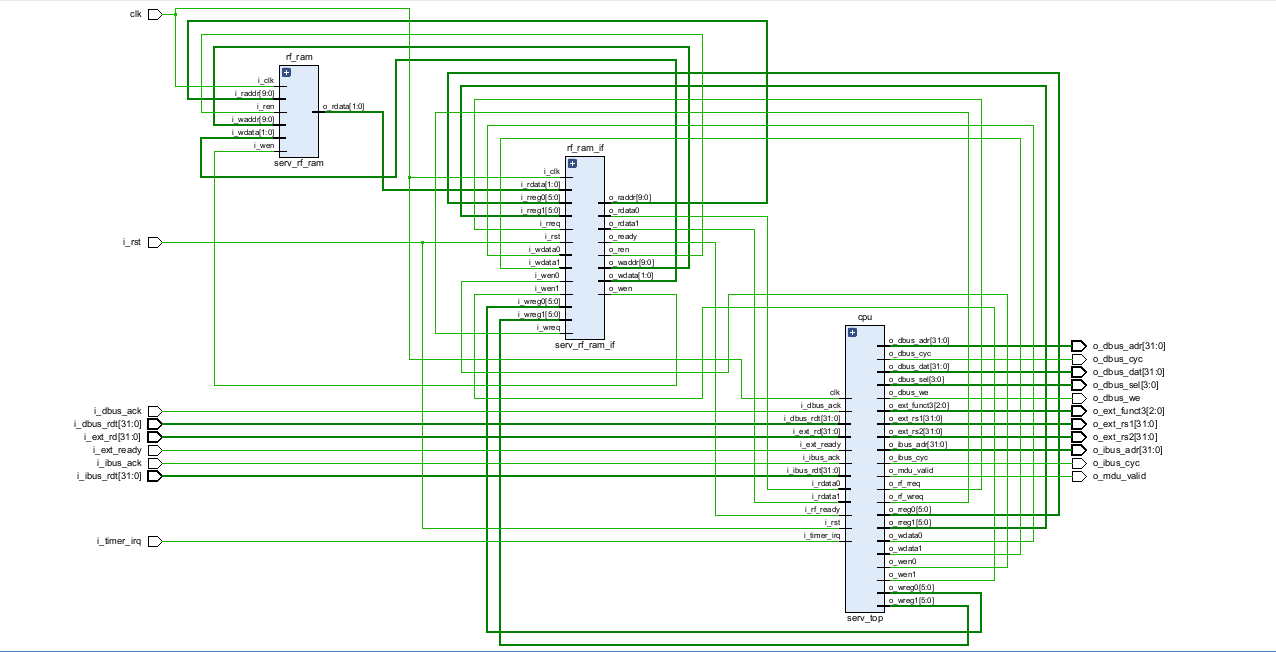 clk
rf_ram
i_clk
i_raddr[9:0]
i_ren
i_waddr[9:0]
i_wdata[1:0]
i_wen
o_rdata[1:0]
serv_rf_ram
rf_ram_if
i_clk
i_rdata[1:0]
i_rreg0[5:0]
i_rreg1[5:0]
i_rreq
i_rst
i_wdata0
i_wdata1
i_wen0
i_wen1
i_wreg0[5:0]
i_wreg1[5:0]
i_wreq
o_raddr[9:0]
o_rdata0
o_rdata1
o_ready
o_ren
o_waddr[9:0]
o_wdata[1:0]
o_wen
serv_rf_ram_if
i_rst
i_dbus_ack
i_dbus_rdt[31:0]
i_ext_rd[31:0]
i_ext_ready
i_ibus_ack
i_ibus_rdt[31:0]
i_timer_irq
cpu
clk
i_dbus_ack
i_dbus_rdt[31:0]
i_ext_rd[31:0]
i_ext_ready
i_ibus_ack
i_ibus_rdt[31:0]
i_rdata0
i_rdata1
i_rf_ready
i_rst
i_timer_irq
o_dbus_adr[31:0]
o_dbus_cyc
o_dbus_dat[31:0]
o_dbus_sel[3:0]
o_dbus_we
o_ext_funct3[2:0]
o_ext_rs1[31:0]
o_ext_rs2[31:0]
o_ibus_adr[31:0]
o_ibus_cyc
o_mdu_valid
o_rf_rreq
o_rf_wreq
o_rreg0[5:0]
o_rreg1[5:0]
o_wdata0
o_wdata1
o_wen0
o_wen1
o_wreg0[5:0]
o_wreg1[5:0]
serv_top
o_dbus_adr[31:0]
o_dbus_cyc
o_dbus_dat[31:0]
o_dbus_sel[3:0]
o_dbus_we
o_ext_funct3[2:0]
o_ext_rs1[31:0]
o_ext_rs2[31:0]
o_ibus_adr[31:0]
o_ibus_cyc
o_mdu_valid